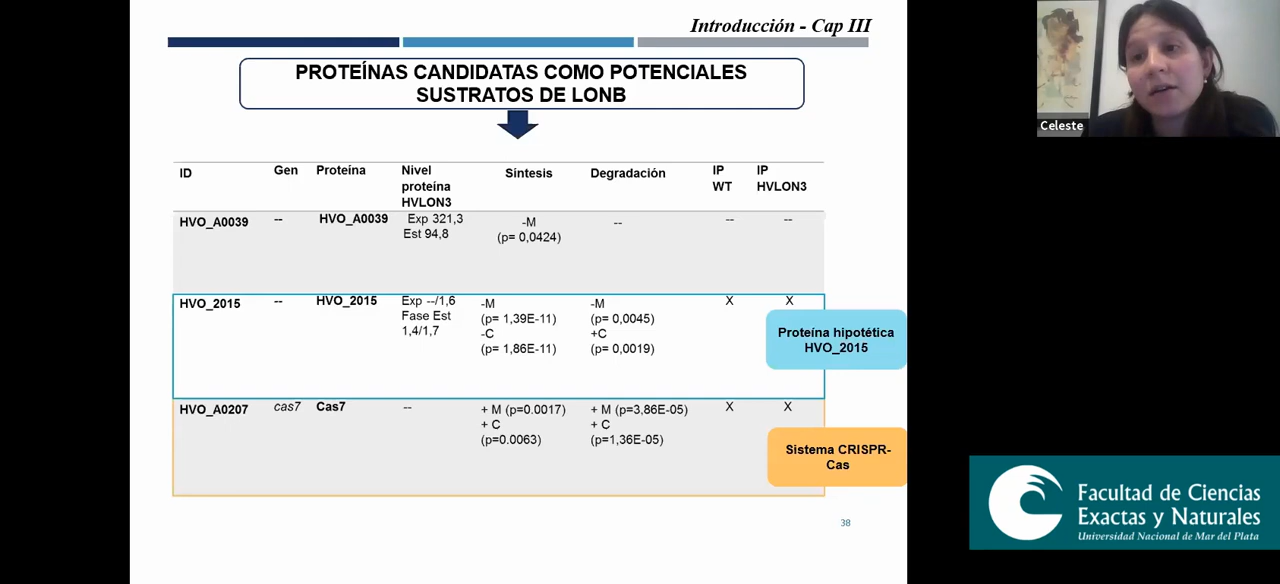 Introducción - Cap III
PROTEÍNAS CANDIDATAS COMO POTENCIALES
SUSTRATOS DE LONB
ID Gen Proteína Nivel proteína HVLON3 Síntesis Degradación IP WT IP HVLON3
HVO_A0039 -- HVO_A0039 Exp 321,3 -M -- -- --
Est 94,8 (p= 0,0424)
HVO_2015 -- HVO_2015 Exp --/1,6 -M -M X X
Fase Est (p= 1,39E-11) (p= 0,0045)
1,4/1,7 -C +C
(p= 1,86E-11) (p= 0,0019)
Proteína hipotética
HVO_2015
HVO_A0207 cas7 Cas7 -- + M (p=0.0017) + M (p=3,86E-05) X X
+ C + C
(p=0.0063) (p=1,36E-05)
Sistema CRISPR-
Cas
38
Celeste
Facultad de Ciencias
Exactas y Naturales
Universidad Nacional de Mar del Plata